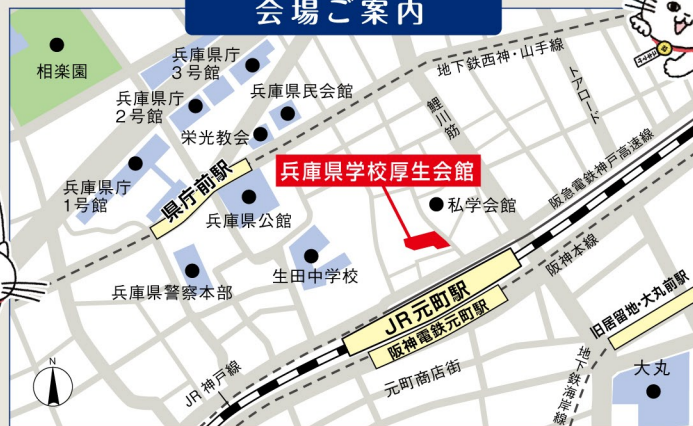 会場ご案内
相楽園
兵庫県庁
3号館
兵庫県庁
2号館
兵庫県民会館
栄光教会
兵庫県庁
1号館
県庁前駅
兵庫県公館
兵庫県警察本部
生田中学校
地下鉄西神・山手線
鯉川筋
トアロード
兵庫県学校厚生会館
私学会館
阪急電鉄神戸高速線
阪神本線
JR元町駅
阪神電鉄元町駅
旧居留地・大丸前駅
JR神戸線
元町商店街
地下鉄海岸線
大丸
N